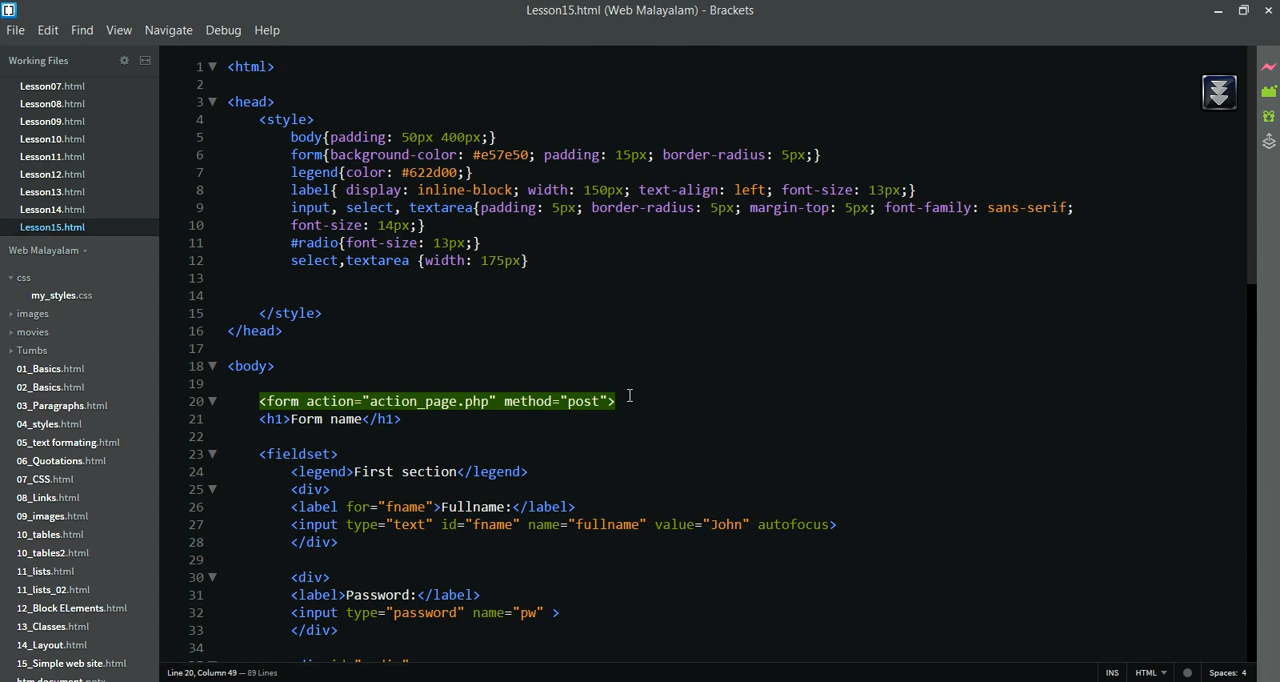 Lesson15.html (Web Malayalam) - Brackets
File Edit Find View Navigate Debug Help
Working Files
Lesson07.html
Lesson08.html
Lesson09.html
Lesson10.html
Lesson11.html
Lesson12.html
Lesson13.html
Lesson14.html
Lesson15.html
Web Malayalam
css
my_styles.css
images
movies
Tumbs
01_Basics.html
02_Basics.html
03_Paragraphs.html
04_styles.html
05_text formating.html
06_Quotations.html
07_CSS.html
08_Links.html
09_images.html
10_tables.html
10_tables2.html
11_lists.html
11_lists_02.html
12_Block ELements.html
13_Classes.html
14_Layout.html
15_Simple web site.html
1 <html>
2
3 <head>
4 <style>
5 body{padding: 50px 400px;}
6 form{background-color: #e57e50; padding: 15px; border-radius: 5px;}
7 legend{color: #622d00;}
8 label{ display: inline-block; width: 150px; text-align: left; font-size: 13px;}
9 input, select, textarea{padding: 5px; border-radius: 5px; margin-top: 5px; font-family: sans-serif;
10 font-size: 14px;}
11 #radio{font-size: 13px;}
12 select,textarea {width: 175px}
13
14
15 </style>
16 </head>
17
18 <body>
19
20 <form action="action_page.php" method="post">
21 <h1>Form name</h1>
22
23 <fieldset>
24 <legend>First section</legend>
25 <div>
26 <label for="fname">Fullname:</label>
27 <input type="text" id="fname" name="fullname" value="John" autofocus>
28 </div>
29
30 <div>
31 <label>Password:</label>
32 <input type="password" name="pw" >
33 </div>
34
Line 20, Column 49 — 89 Lines
INS HTML Spaces: 4